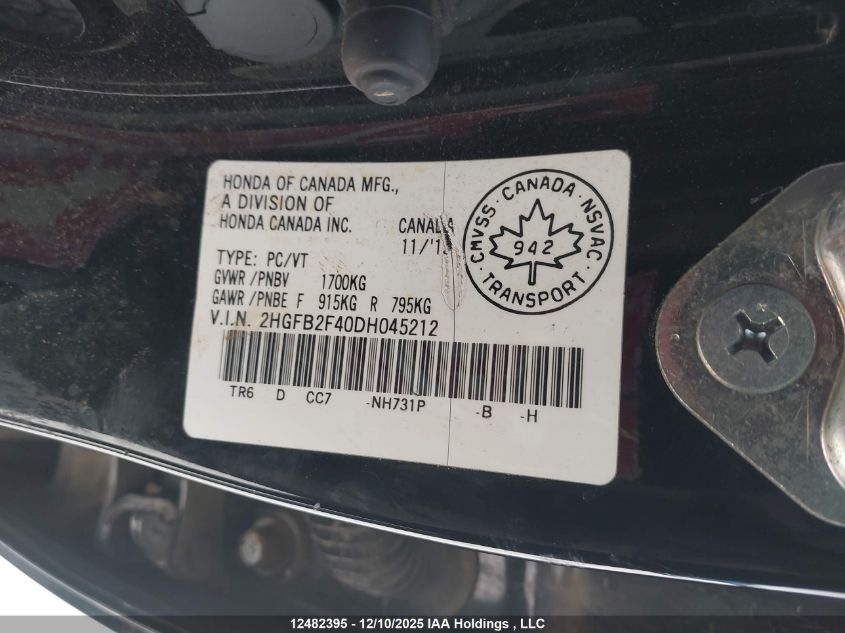 HONDA OF CANADA MFG.,
A DIVISION OF
HONDA CANADA INC. CANADA
TYPE: PC/VT
GVWR/PNBV 1700KG
GAWR/PNBE F 915KG R 795KG
V.I.N. 2HGFB2F40DH045212
TR6 D CC7 -NH731P -B -H
CMVSS · CANADA · NSVAC
942
· TRANSPORT ·
12482395 - 12/10/2025 IAA Holdings , LLC